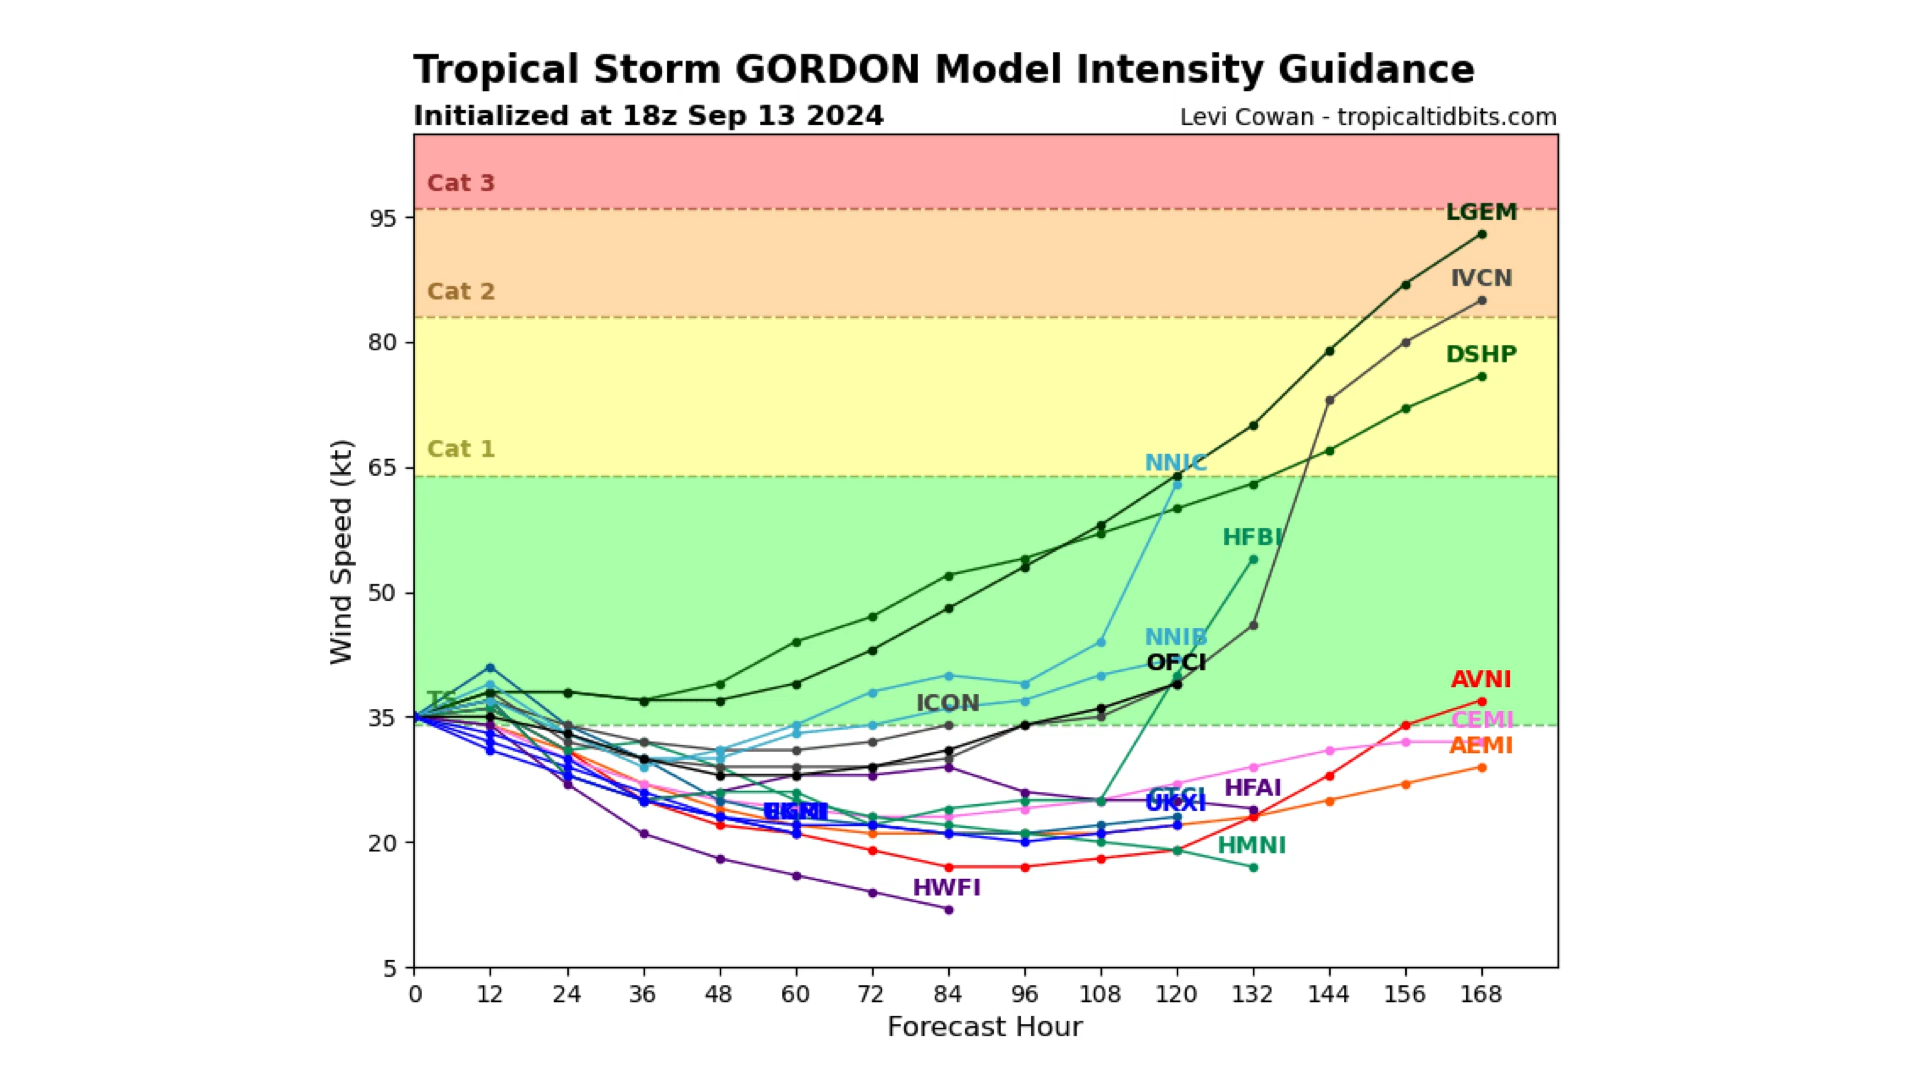 Tropical Storm GORDON Model Intensity Guidance
Initialized at 18z Sep 13 2024
Levi Cowan - tropicaltidbits.com
Cat 3
95
LGEM
IVCN
Cat 2
80
DSHP
Cat 1
65
NNIC
HFBI
Wind Speed (kt)
50
NNIB
OFCI
AVNI
TS
ICON
35
CEMI
AEMI
HFAI
CTCI
UKXI
EGRI
20
HMNI
HWFI
5
0 12 24 36 48 60 72 84 96 108 120 132 144 156 168
Forecast Hour